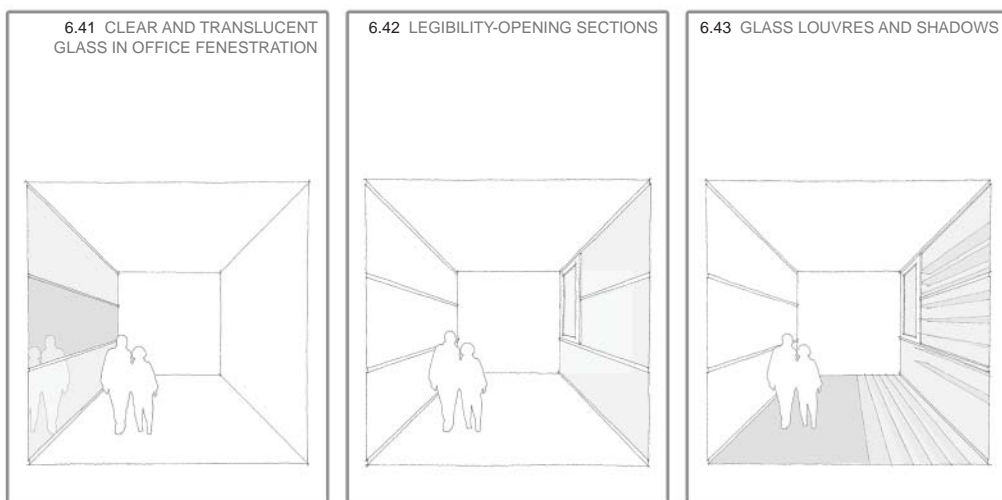 6.41 CLEAR AND TRANSLUCENT
GLASS IN OFFICE FENESTRATION
6.42 LEGIBILITY-OPENING SECTIONS
6.43 GLASS LOUVRES AND SHADOWS